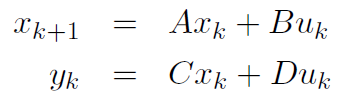 x_{k+1} = Ax_k + Bu_k
y_k = Cx_k + Du_k